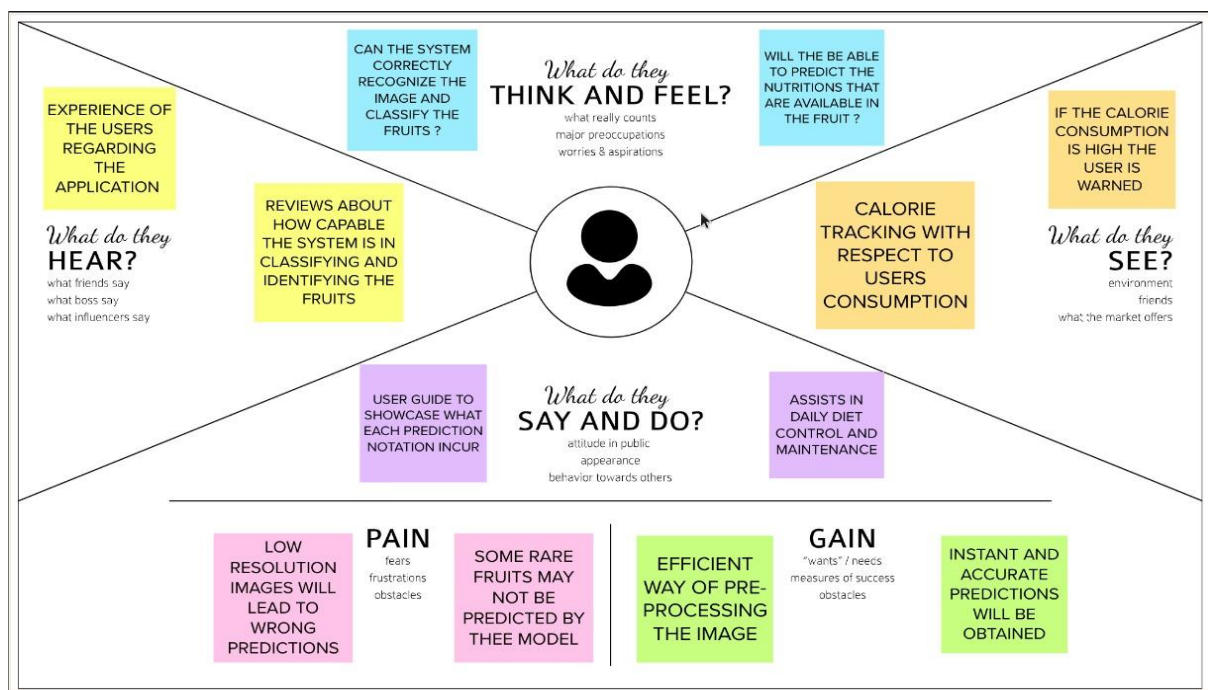 CAN THE SYSTEM
CORRECTLY
RECOGNIZE THE
IMAGE AND
CLASSIFY THE
FRUITS ?
What do they
THINK AND FEEL?
what really counts
major preoccupations
worries & aspirations
WILL THE BE ABLE
TO PREDICT THE
NUTRITIONS THAT
ARE AVAILABLE IN
THE FRUIT ?
EXPERIENCE OF
THE USERS
REGARDING
THE
APPLICATION
What do they
HEAR?
what friends say
what boss say
what influencers say
REVIEWS ABOUT
HOW CAPABLE
THE SYSTEM IS IN
CLASSIFYING AND
IDENTIFYING THE
FRUITS
CALORIE
TRACKING WITH
RESPECT TO
USERS
CONSUMPTION
IF THE CALORIE
CONSUMPTION
IS HIGH THE
USER IS
WARNED
What do they
SEE?
environment
friends
what the market offers
USER GUIDE TO
SHOWCASE WHAT
EACH PREDICTION
NOTATION INCUR
What do they
SAY AND DO?
attitude in public
appearance
behavior towards others
ASSISTS IN
DAILY DIET
CONTROL AND
MAINTENANCE
LOW
RESOLUTION
IMAGES WILL
LEAD TO
WRONG
PREDICTIONS
PAIN
fears
frustrations
obstacles
SOME RARE
FRUITS MAY
NOT BE
PREDICTED BY
THEE MODEL
EFFICIENT
WAY OF PRE-
PROCESSING
THE IMAGE
GAIN
"wants" / needs
measures of success
obstacles
INSTANT AND
ACCURATE
PREDICTIONS
WILL BE
OBTAINED